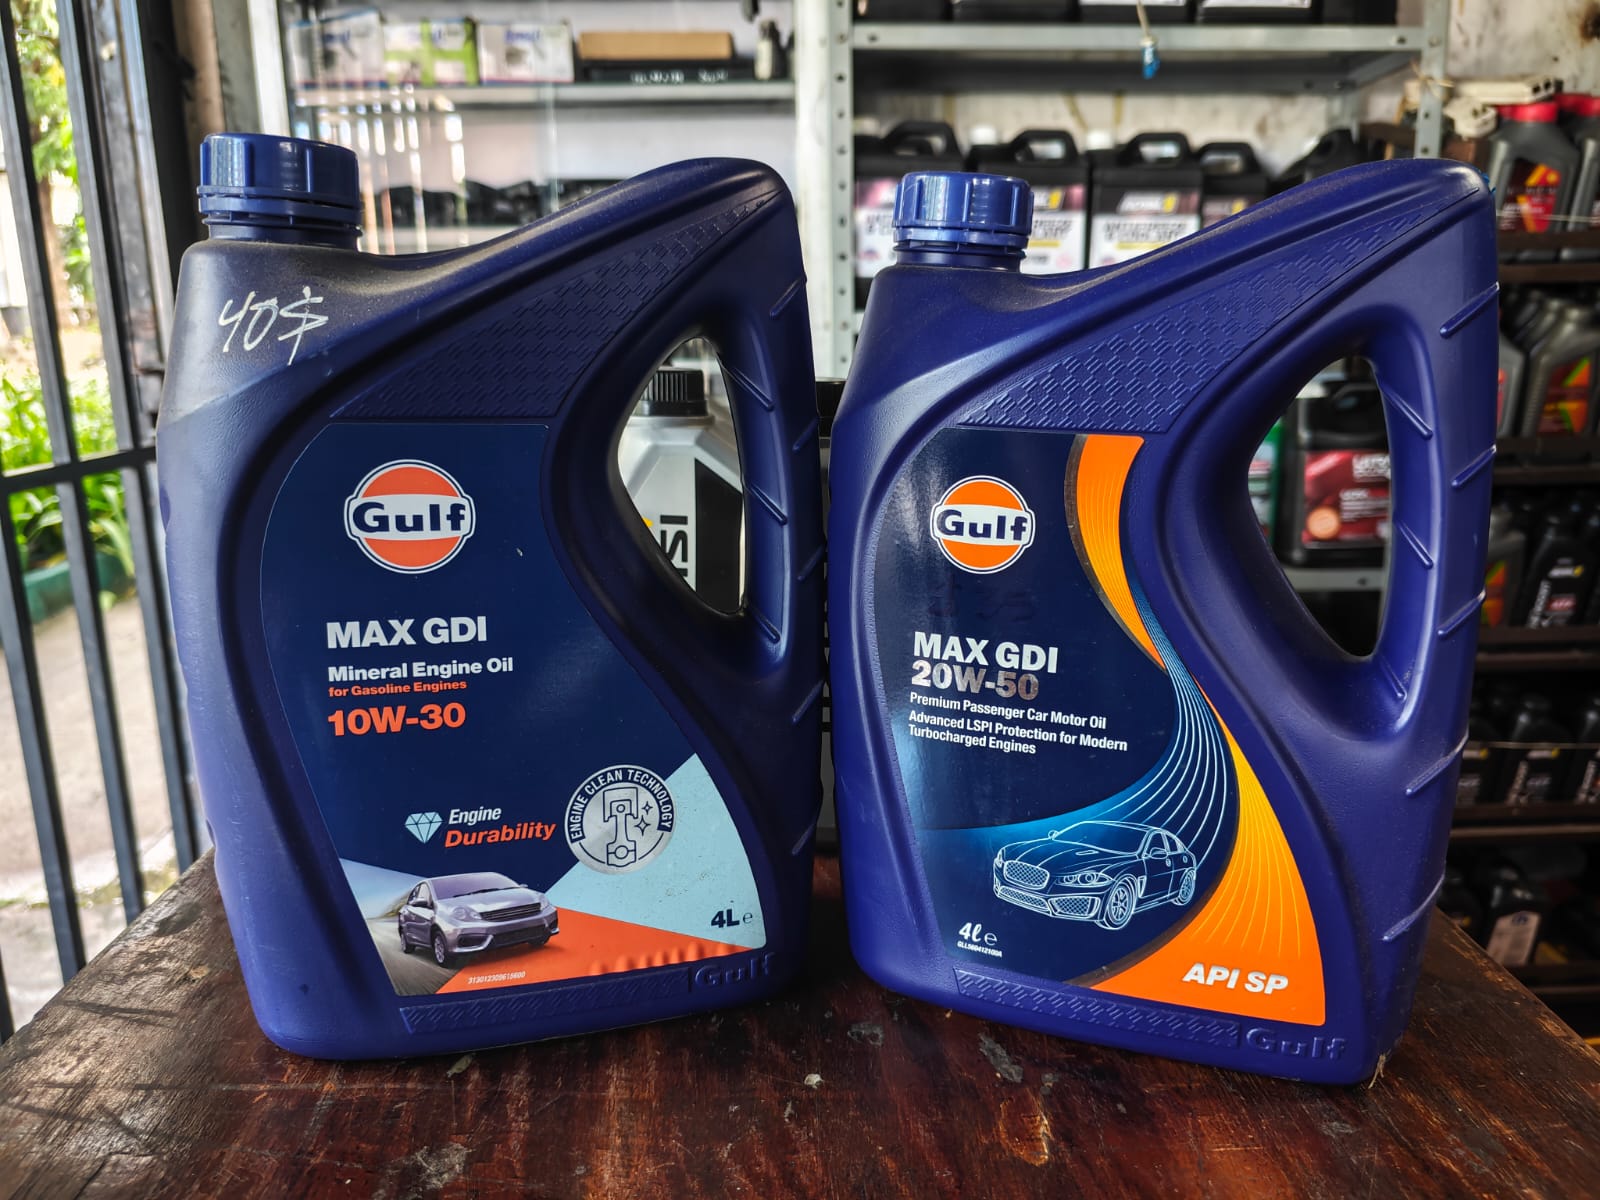 40$
Gulf
MAX GDI
Mineral Engine Oil
for Gasoline Engines
10W-30
Engine
Durability
ENGINE CLEAN TECHNOLOGY
4L e
313013309615600
Gulf
Gulf
MAX GDI
20W-50
Premium Passenger Car Motor Oil
Advanced LSPI Protection for Modern
Turbocharged Engines
4L e
GLL560412100A
API SP
Gulf